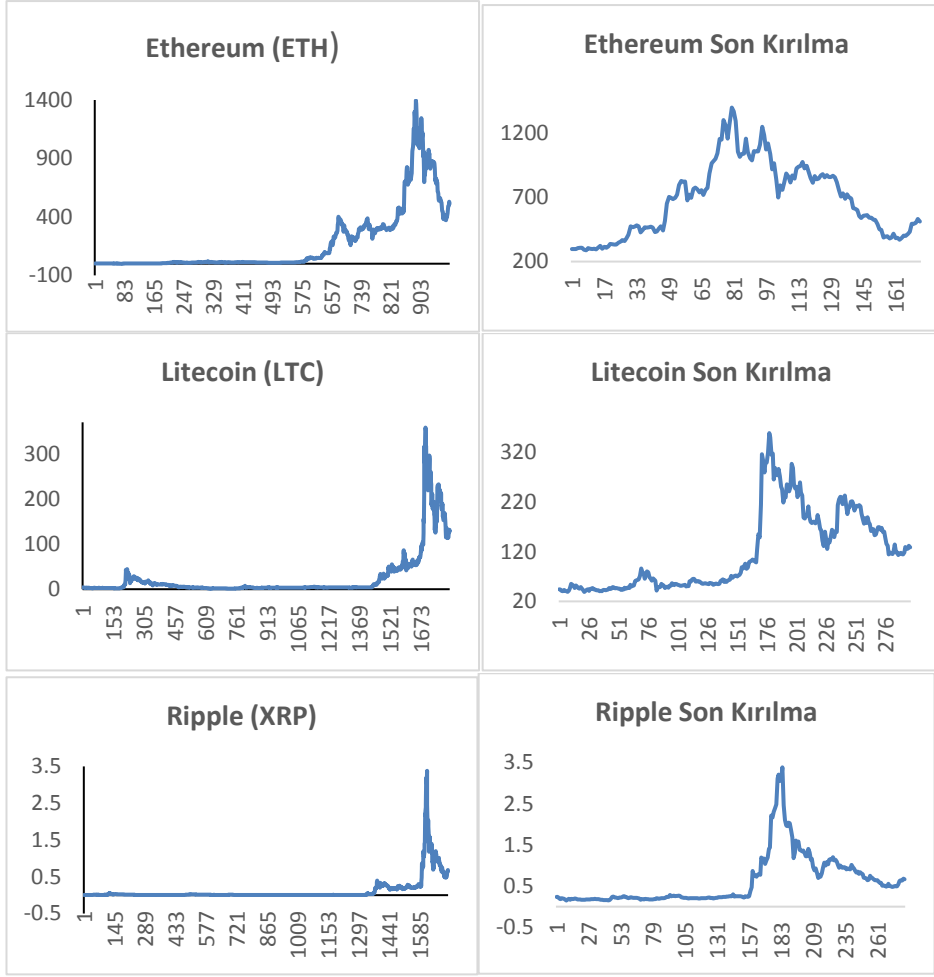 Ethereum (ETH)
1400
900
400
-100
1 83 165 247 329 411 493 575 657 739 821 903
Ethereum Son Kırılma
1200
700
200
1 17 33 49 65 81 97 113 129 145 161
Litecoin (LTC)
300
200
100
0
1 153 305 457 609 761 913 1065 1217 1369 1521 1673
Litecoin Son Kırılma
320
220
120
20
1 26 51 76 101 126 151 176 201 226 251 276
Ripple (XRP)
3.5
2.5
1.5
0.5
-0.5
1 145 289 433 577 721 865 1009 1153 1297 1441 1585
Ripple Son Kırılma
3.5
2.5
1.5
0.5
-0.5
1 27 53 79 105 131 157 183 209 235 261